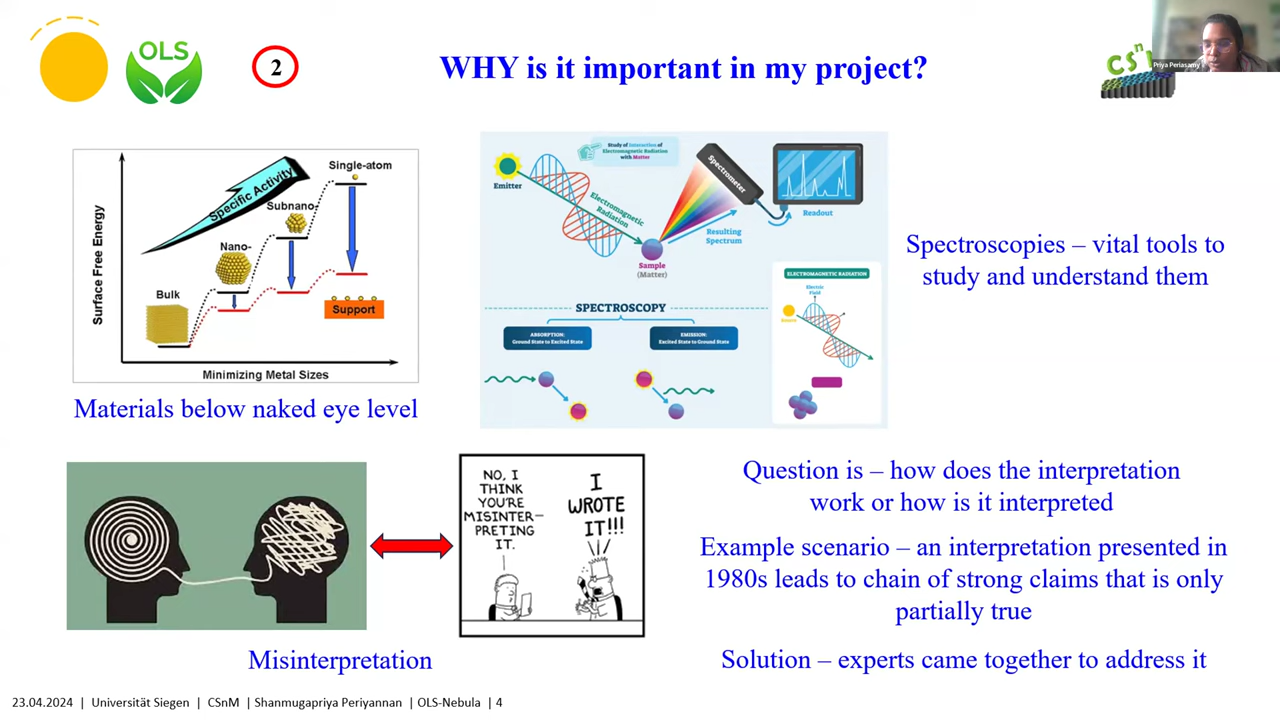 OLS
2
WHY is it important in my project?
CSn
Priya Periasamy
Surface Free Energy
Specific Activity
Single-atom
Subnano-
Nano-
Bulk
Support
Minimizing Metal Sizes
Materials below naked eye level
Study of Interaction of
Electromagnetic Radiation
with Matter
Emitter
Electromagnetic
Radiation
Spectrometer
Readout
Resulting
Spectrum
Sample
(Matter)
SPECTROSCOPY
ABSORPTION:
Ground State to Excited State
EMISSION:
Excited State to Ground State
ELECTROMAGNETIC RADIATION
Electric
Field
Spectroscopies – vital tools to
study and understand them
NO, I
THINK
YOU'RE
MISINTER-
PRETING
IT.
I
WROTE
IT!!!
Misinterpretation
Question is – how does the interpretation
work or how is it interpreted
Example scenario – an interpretation presented in
1980s leads to chain of strong claims that is only
partially true
Solution – experts came together to address it
23.04.2024 | Universität Siegen | CSnM | Shanmugapriya Periyannan | OLS-Nebula | 4